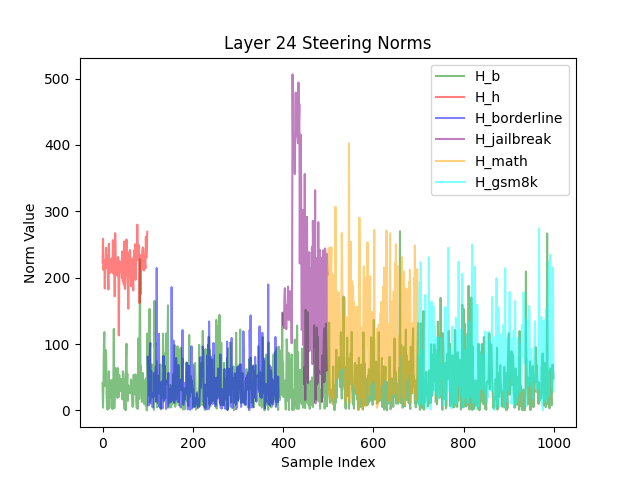 Layer 24 Steering Norms
Norm Value
500
400
300
200
100
0
H_b
H_h
H_borderline
H_jailbreak
H_math
H_gsm8k
0 200 400 600 800 1000
Sample Index